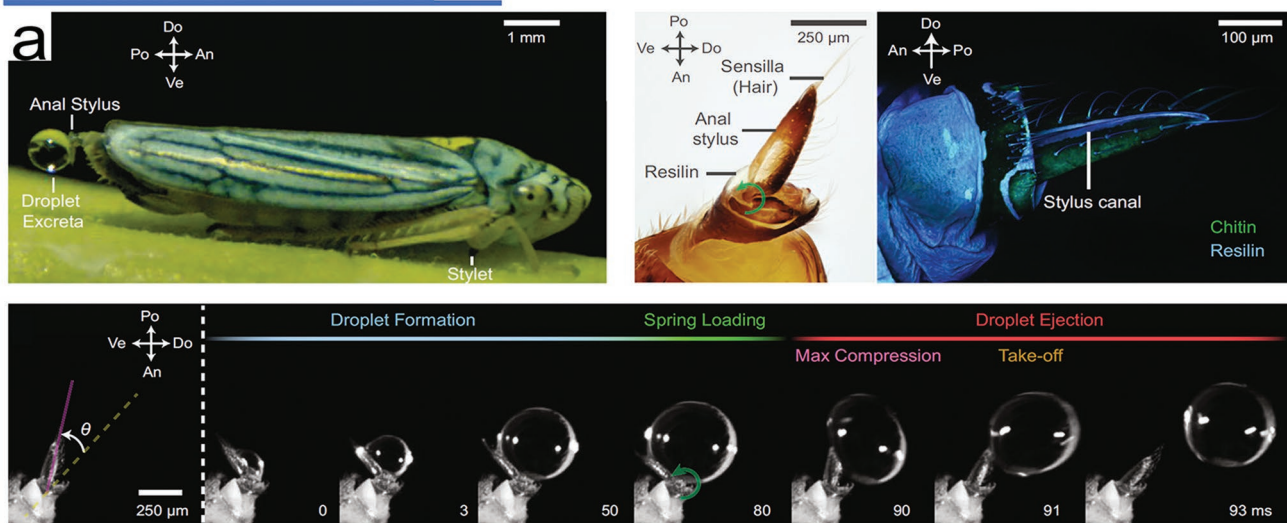 a
Do
Po
An
Ve
1 mm
Anal Stylus
Droplet
Excreta
Stylet
Po
Ve
Do
An
250 µm
Sensilla
(Hair)
Anal
stylus
Resilin
Do
An
Po
Ve
100 µm
Stylus canal
Chitin
Resilin
Po
Ve
Do
An
θ
250 µm
Droplet Formation
Spring Loading
Droplet Ejection
Max Compression
Take-off
0
3
50
80
90
91
93 ms